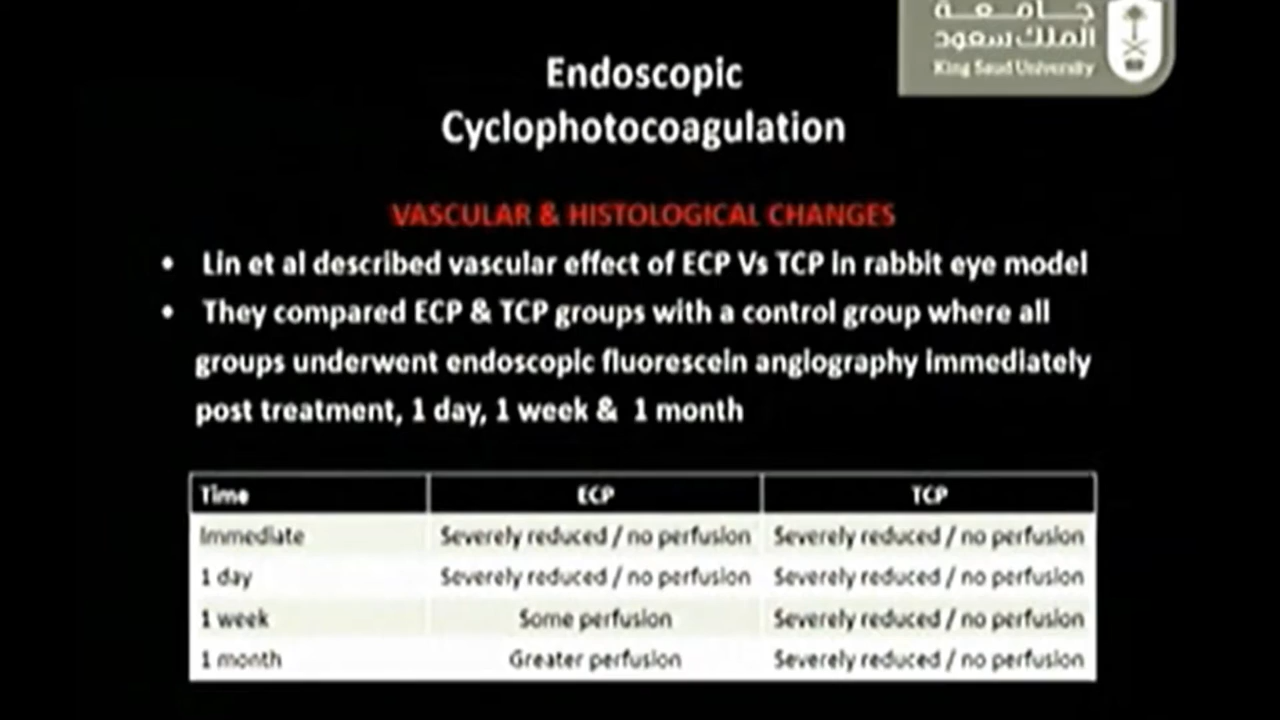 جــامـعـة
الملك سعود
King Saud University
Endoscopic
Cyclophotocoagulation
VASCULAR & HISTOLOGICAL CHANGES
• Lin et al described vascular effect of ECP Vs TCP in rabbit eye model
• They compared ECP & TCP groups with a control group where all
groups underwent endoscopic fluorescein angiography immediately
post treatment, 1 day, 1 week & 1 month
Time ECP TCP
Immediate Severely reduced / no perfusion Severely reduced / no perfusion
1 day Severely reduced / no perfusion Severely reduced / no perfusion
1 week Some perfusion Severely reduced / no perfusion
1 month Greater perfusion Severely reduced / no perfusion